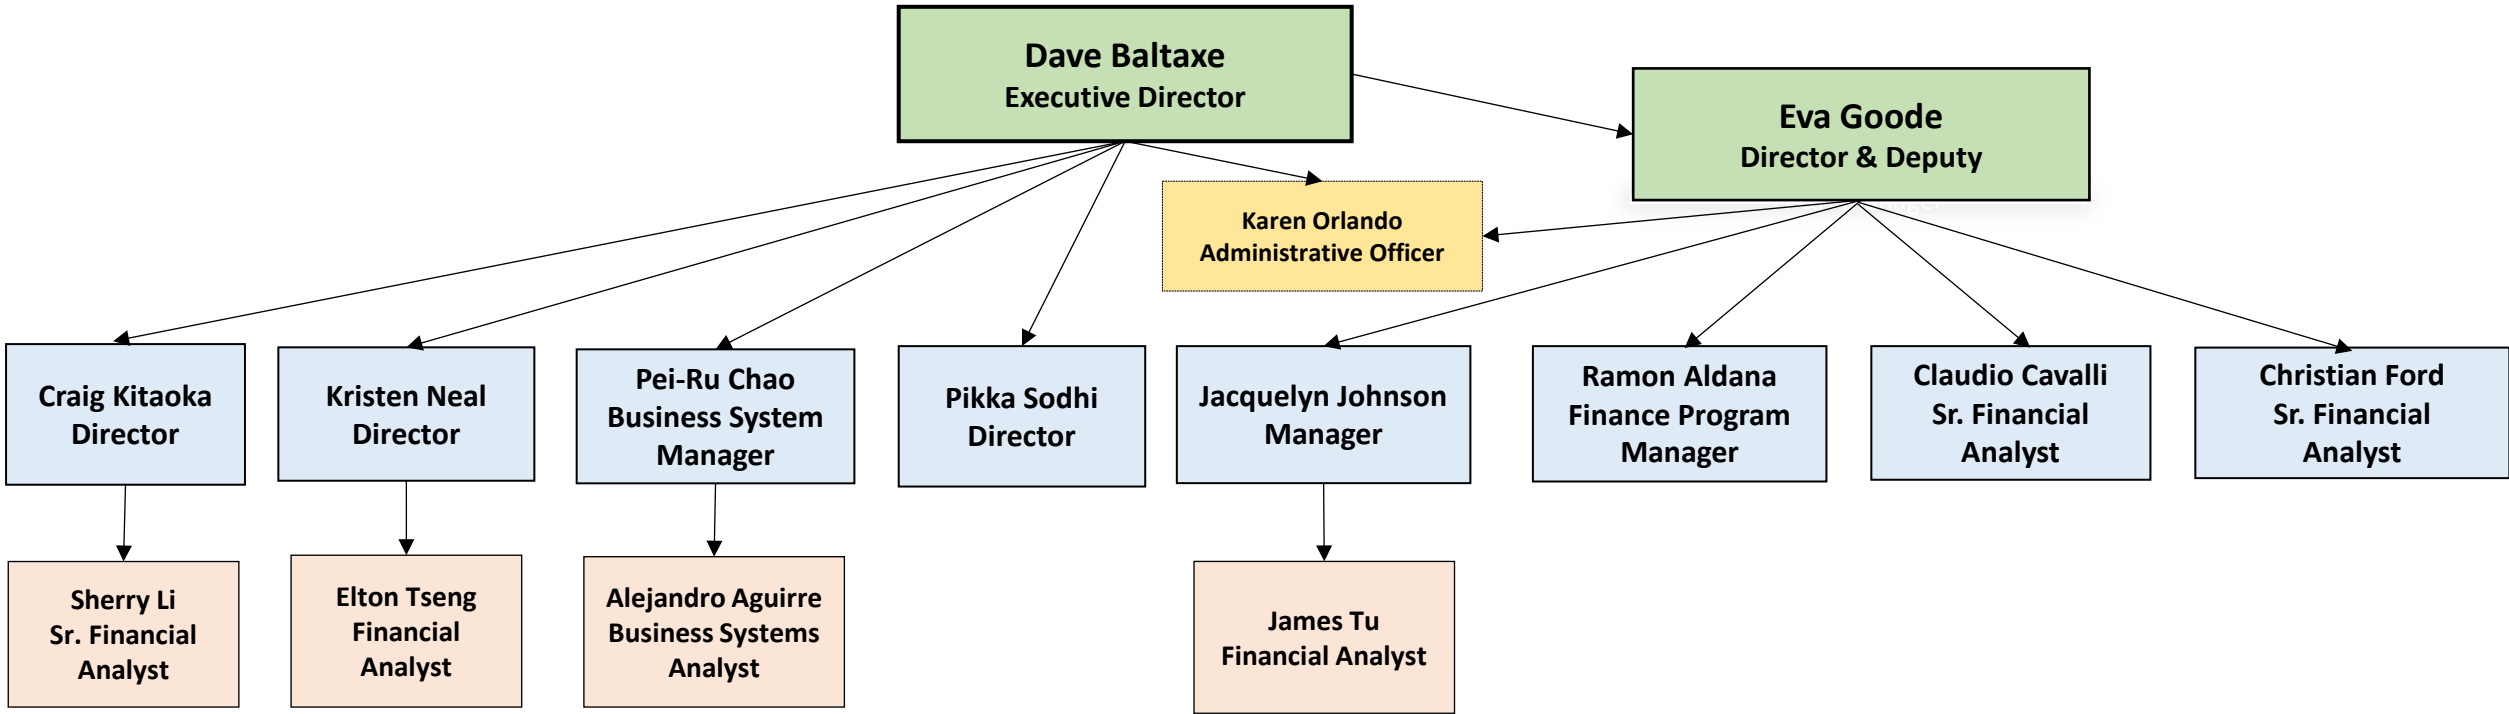 Dave Baltaxe
Executive Director
Eva Goode
Director & Deputy
Karen Orlando
Administrative Officer
Craig Kitaoka
Director
Kristen Neal
Director
Pei-Ru Chao
Business System
Manager
Pikka Sodhi
Director
Jacquelyn Johnson
Manager
Ramon Aldana
Finance Program
Manager
Claudio Cavalli
Sr. Financial
Analyst
Christian Ford
Sr. Financial
Analyst
Sherry Li
Sr. Financial
Analyst
Elton Tseng
Financial
Analyst
Alejandro Aguirre
Business Systems
Analyst
James Tu
Financial Analyst